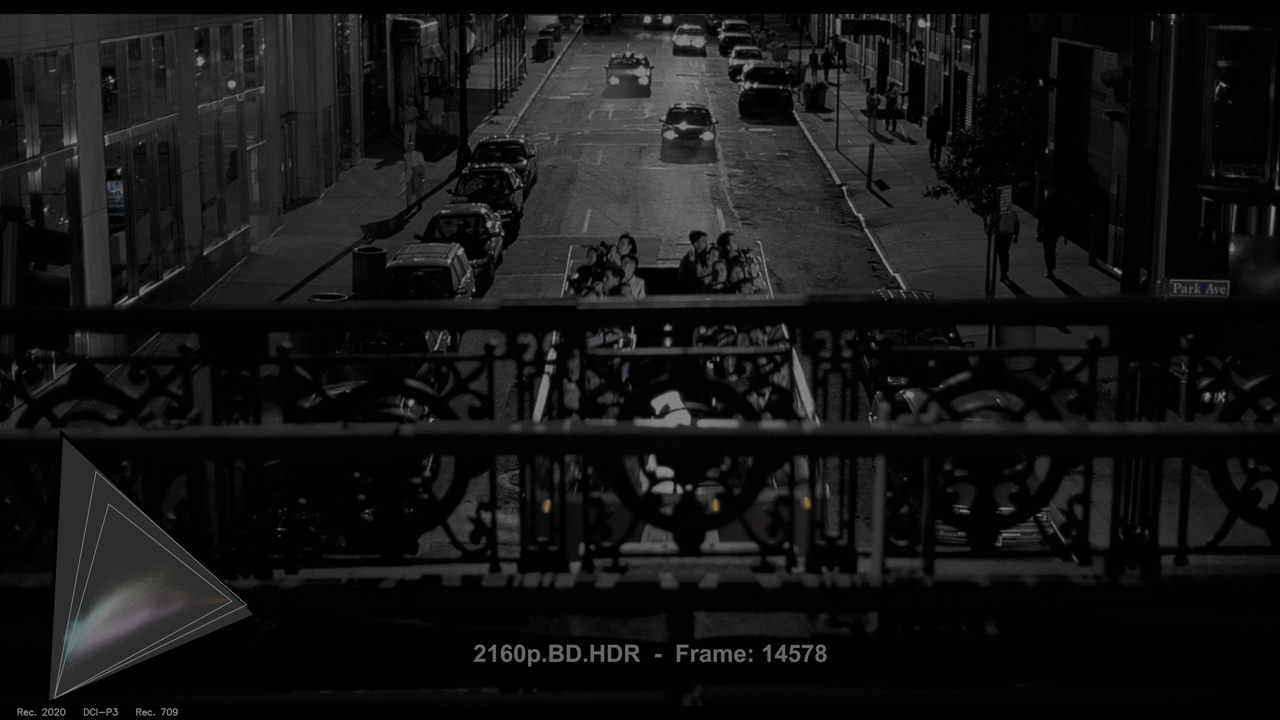 Park Ave
2160p.BD.HDR - Frame: 14578
Rec. 2020 DCI-P3 Rec. 709